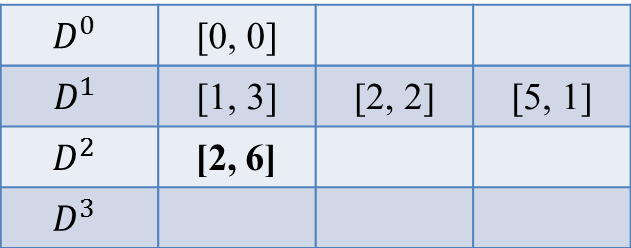 D⁰ [0, 0]
D¹ [1, 3] [2, 2] [5, 1]
D² [2, 6]
D³